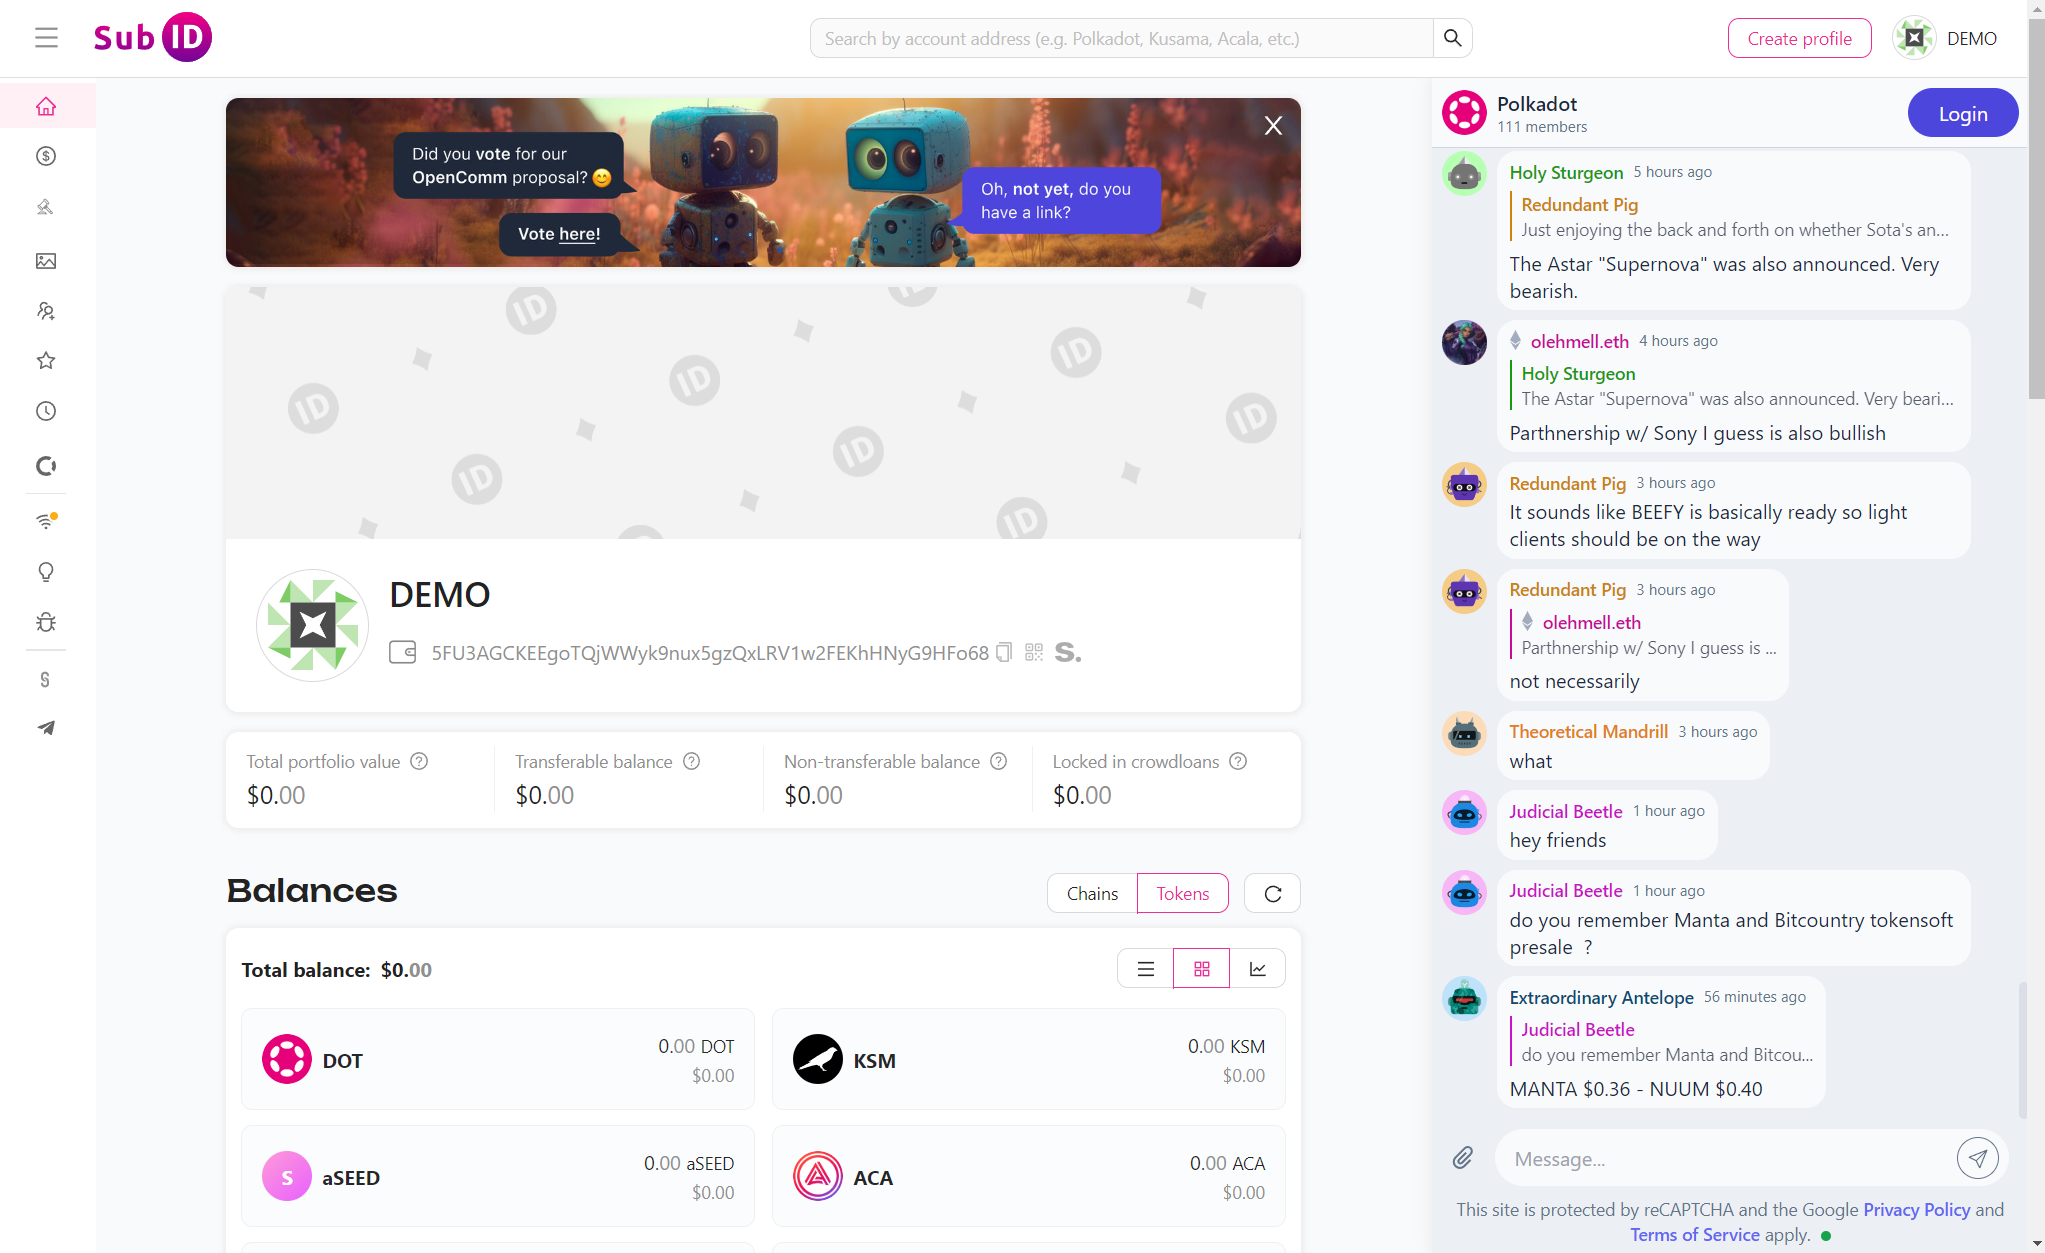 Sub ID
Search by account address (e.g. Polkadot, Kusama, Acala, etc.)
Create profile
DEMO
Did you vote for our
OpenComm proposal? 😊
Vote here!
Oh, not yet, do you
have a link?
ID
ID
ID
ID
ID
ID
ID
ID
DEMO
5FU3AGCKEEgoTQjWWyk9nux5gzQxLRV1w2FEKhHNyG9HFo68
S.
Total portfolio value
$0.00
Transferable balance
$0.00
Non-transferable balance
$0.00
Locked in crowdloans
$0.00
Balances
Chains
Tokens
Total balance: $0.00
DOT
0.00 DOT
$0.00
KSM
0.00 KSM
$0.00
S
aSEED
0.00 aSEED
$0.00
ACA
0.00 ACA
$0.00
Polkadot
111 members
Login
Holy Sturgeon 5 hours ago
Redundant Pig
Just enjoying the back and forth on whether Sota's an...
The Astar "Supernova" was also announced. Very
bearish.
olehmell.eth 4 hours ago
Holy Sturgeon
The Astar "Supernova" was also announced. Very beari...
Parthnership w/ Sony I guess is also bullish
Redundant Pig 3 hours ago
It sounds like BEEFY is basically ready so light
clients should be on the way
Redundant Pig 3 hours ago
olehmell.eth
Parthnership w/ Sony I guess is ...
not necessarily
Theoretical Mandrill 3 hours ago
what
Judicial Beetle 1 hour ago
hey friends
Judicial Beetle 1 hour ago
do you remember Manta and Bitcountry tokensoft
presale ?
Extraordinary Antelope 56 minutes ago
Judicial Beetle
do you remember Manta and Bitcou...
MANTA $0.36 - NUUM $0.40
Message...
This site is protected by reCAPTCHA and the Google Privacy Policy and
Terms of Service apply.